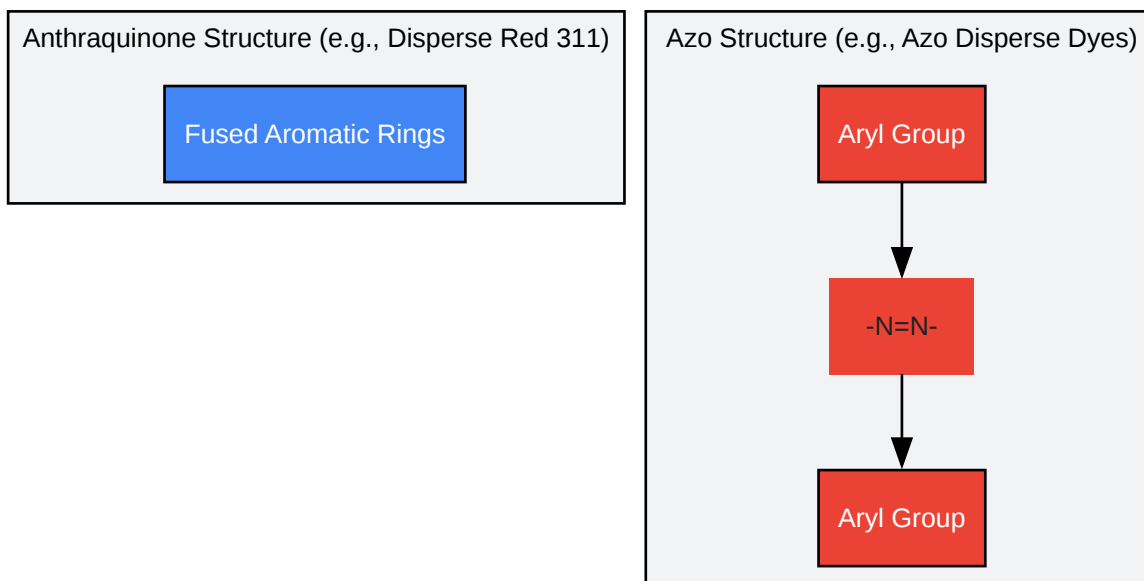 Anthraquinone Structure (e.g., Disperse Red 311)
Fused Aromatic Rings
Azo Structure (e.g., Azo Disperse Dyes)
Aryl Group
-N=N-
Aryl Group